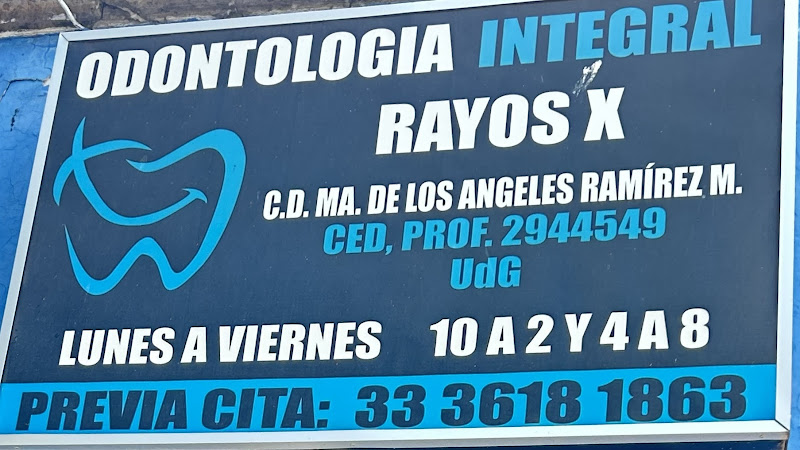 ODONTOLOGIA INTEGRAL
RAYOS X
C.D. MA. DE LOS ANGELES RAMÍREZ M.
CED, PROF. 2944549
UdG
LUNES A VIERNES 10 A 2 Y 4 A 8
PREVIA CITA: 33 3618 1863